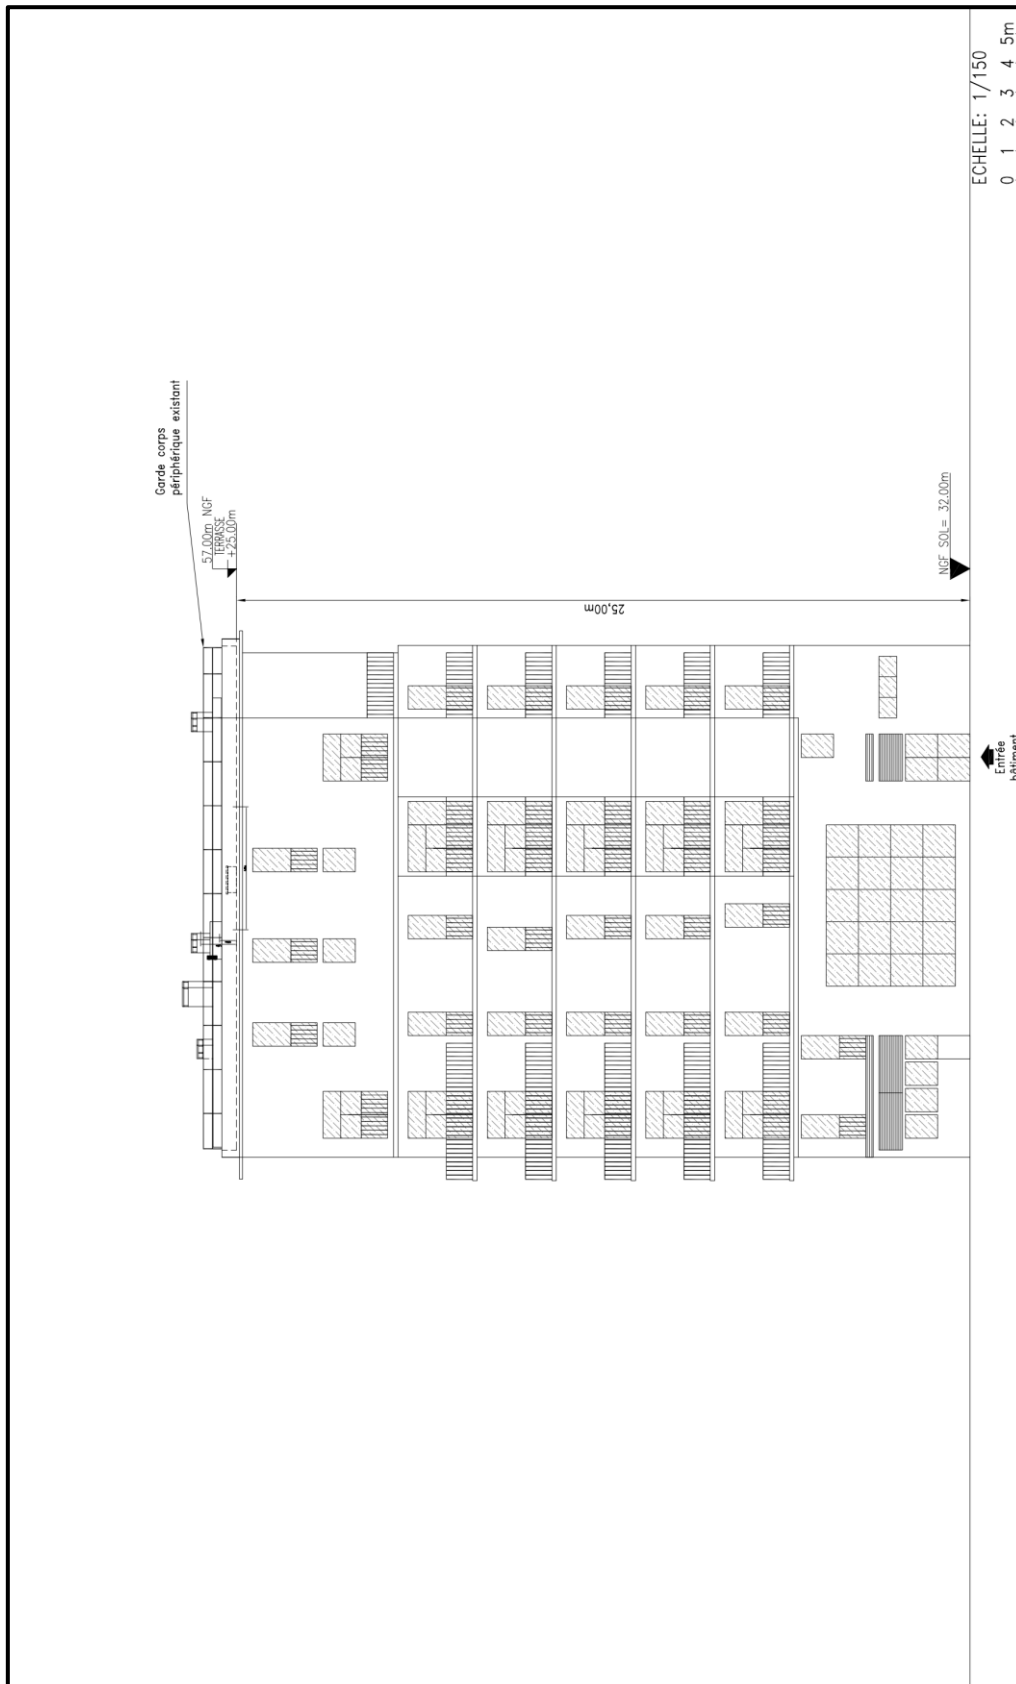 Garde corps
périphérique existant
57.00m NGF
TERRASSE
+25.00m
25,00m
NGF SOL= 32.00m
Entrée
bâtiment
ECHELLE: 1/150
0 1 2 3 4 5m